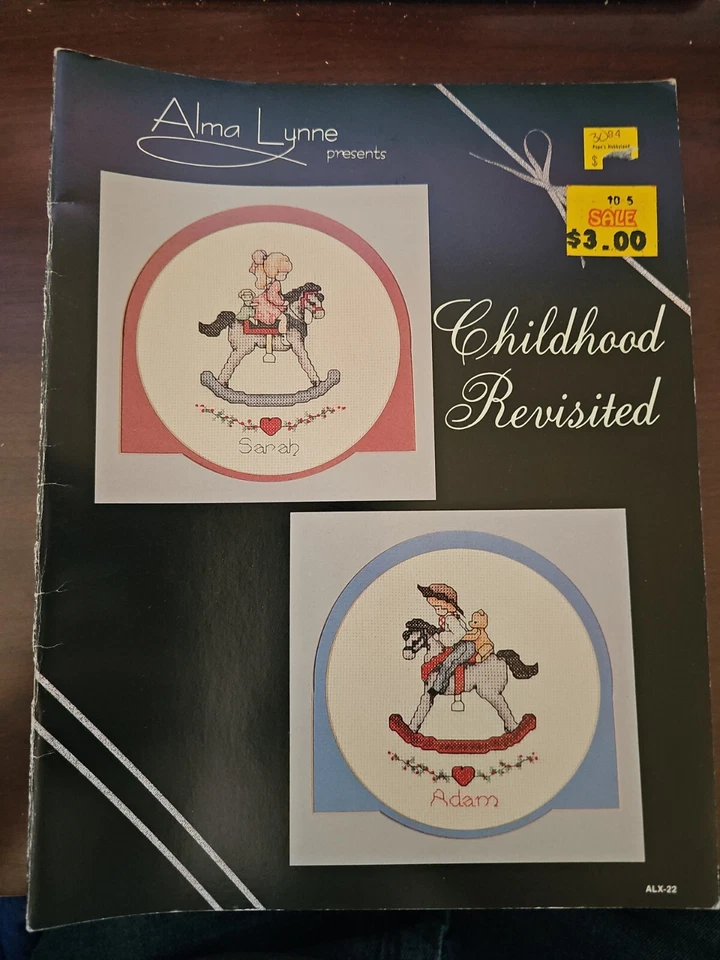 Alma Lynne
presents
3084
$
10 5
SALE
$3.00
Childhood
Revisited
Sarah
Adam
ALX-22